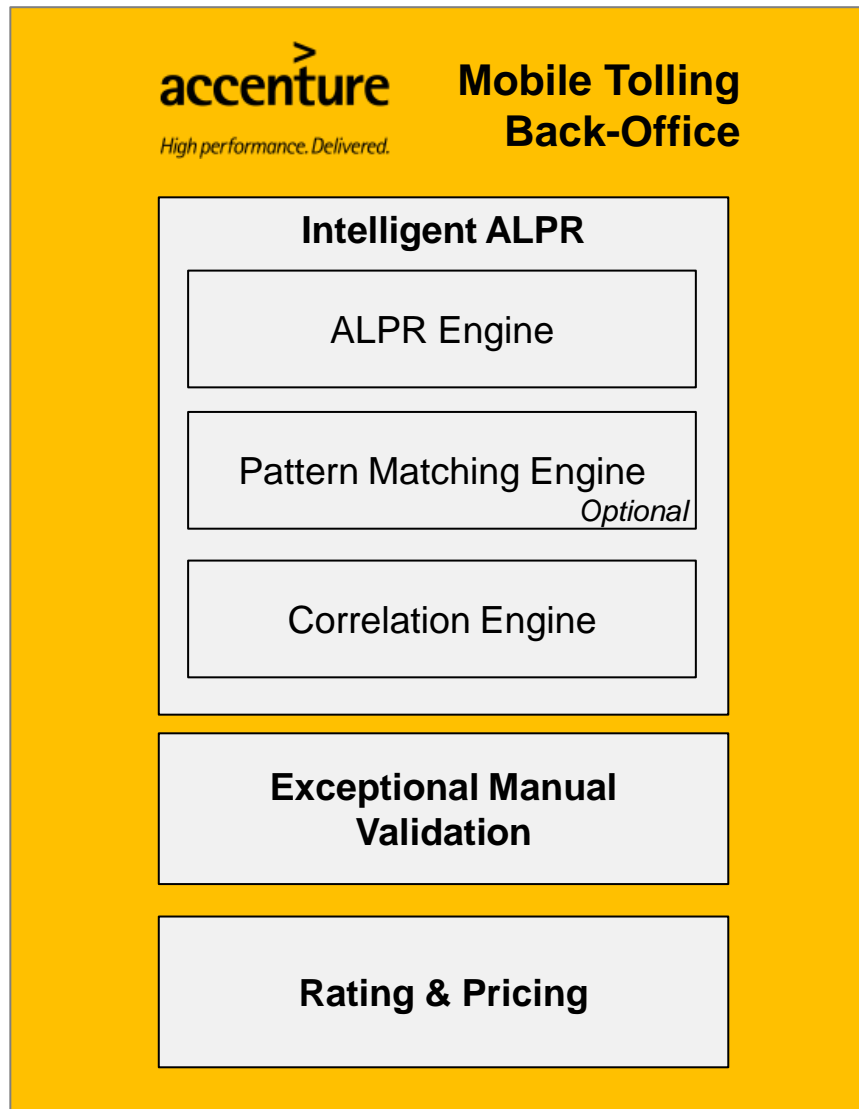 accenture
High performance. Delivered.
Mobile Tolling
Back-Office
Intelligent ALPR
ALPR Engine
Pattern Matching Engine
Optional
Correlation Engine
Exceptional Manual
Validation
Rating & Pricing